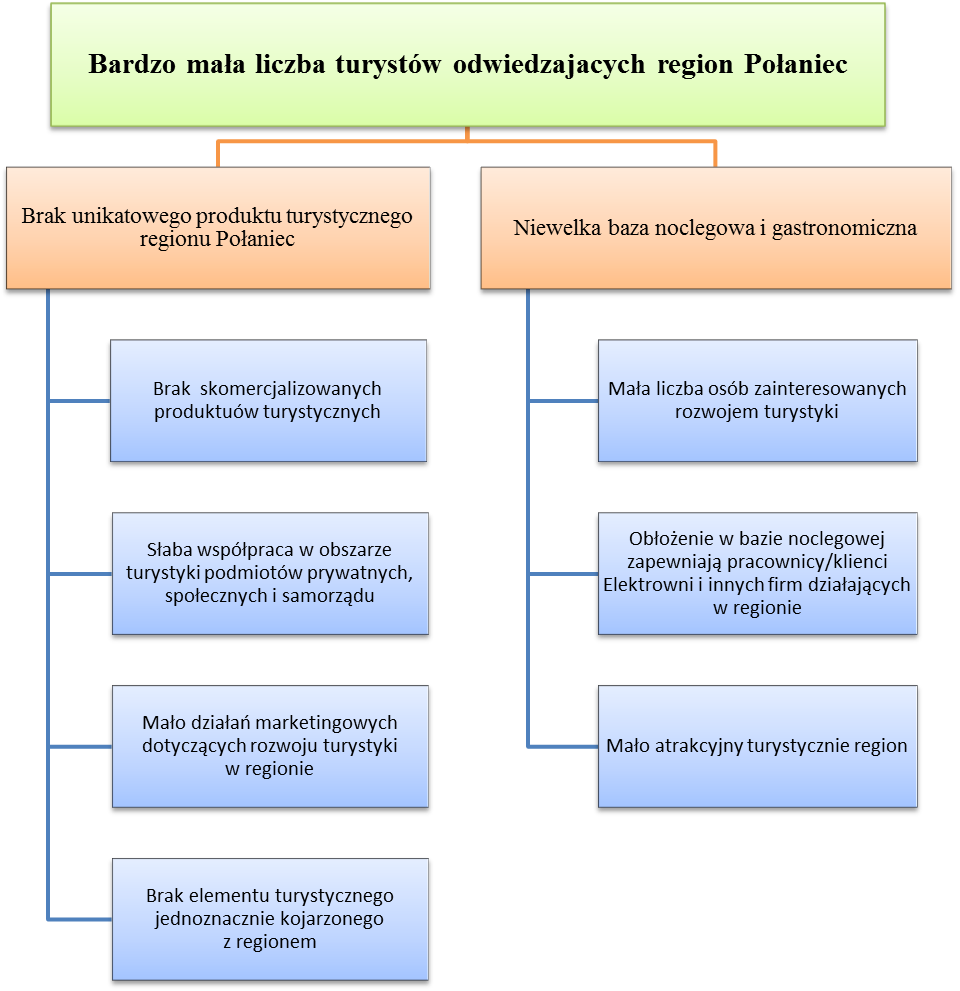 Bardzo mała liczba turystów odwiedzajacych region Połaniec
Brak unikatowego produktu turystycznego
regionu Połaniec
Brak skomercjalizowanych
produktuów turystycznych
Słaba współpraca w obszarze
turystyki podmiotów prywatnych,
społecznych i samorządu
Mało działań marketingowych
dotyczących rozwoju turystyki
w regionie
Brak elementu turystycznego
jednoznacznie kojarzonego
z regionem
Niewelka baza noclegowa i gastronomiczna
Mała liczba osób zainteresowanych
rozwojem turystyki
Obłożenie w bazie noclegowej
zapewniają pracownicy/klienci
Elektrowni i innych firm działających
w regionie
Mało atrakcyjny turystycznie region